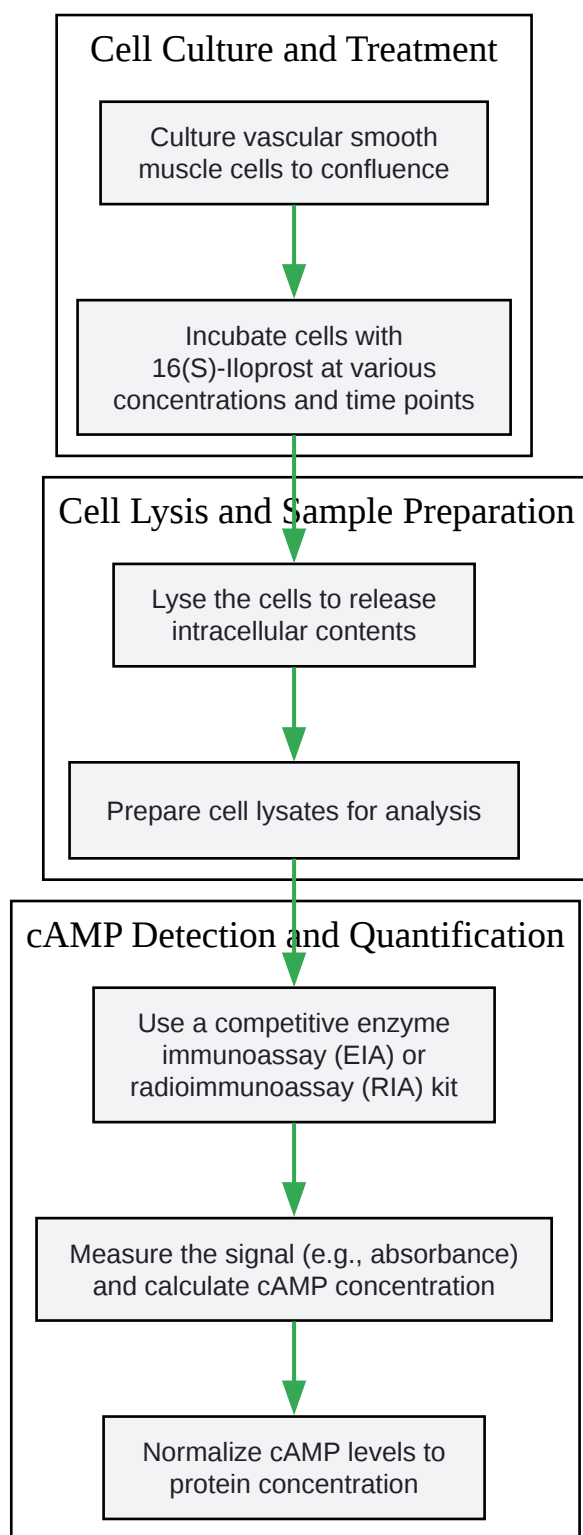 Cell Culture and Treatment
Culture vascular smooth
muscle cells to confluence
Incubate cells with
16(S)-Iloprost at various
concentrations and time points
Cell Lysis and Sample Preparation
Lyse the cells to release
intracellular contents
Prepare cell lysates for analysis
cAMP Detection and Quantification
Use a competitive enzyme
immunoassay (EIA) or
radioimmunoassay (RIA) kit
Measure the signal (e.g., absorbance)
and calculate cAMP concentration
Normalize cAMP levels to
protein concentration